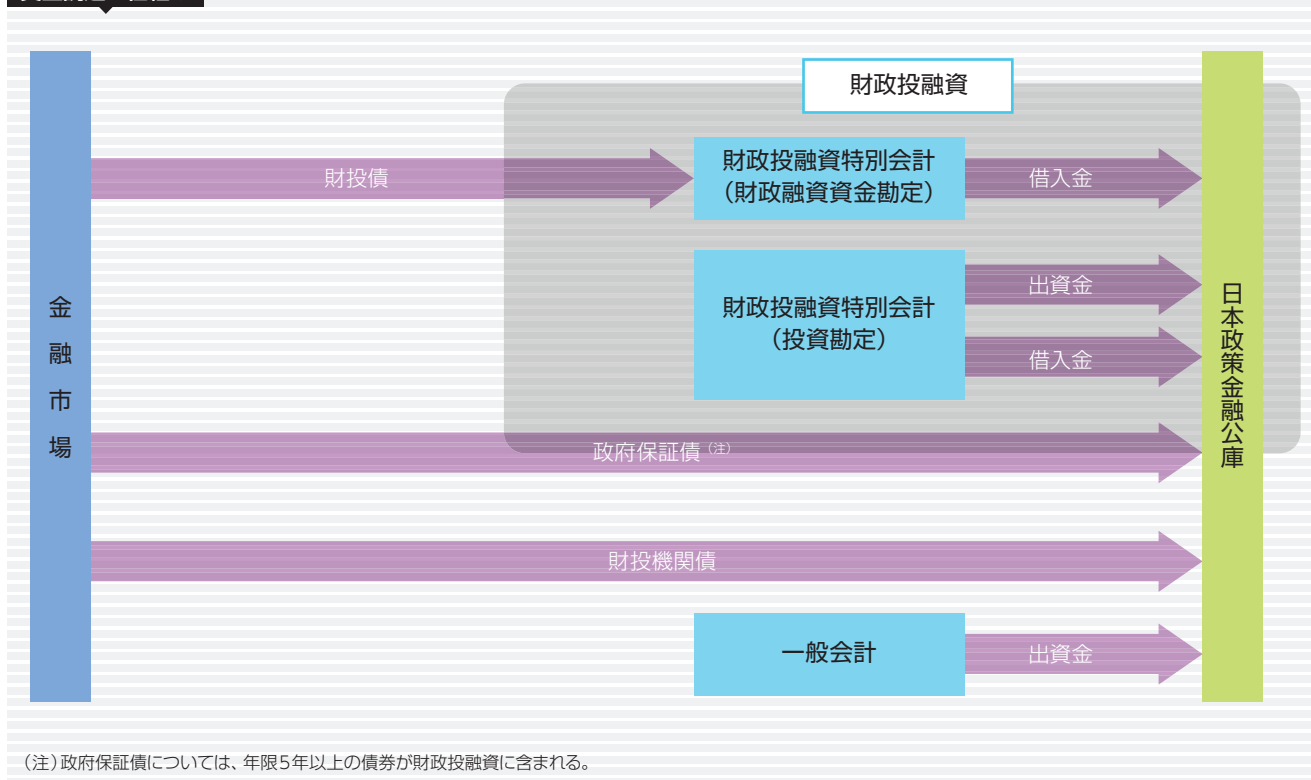 財政投融資
財投債
財政投融資特別会計
（財政融資資金勘定）
借入金
財政投融資特別会計
（投資勘定）
出資金
借入金
金融市場
日本政策金融公庫
政府保証債（注）
財投機関債
一般会計
出資金
（注）政府保証債については、年限5年以上の債券が財政投融資に含まれる。